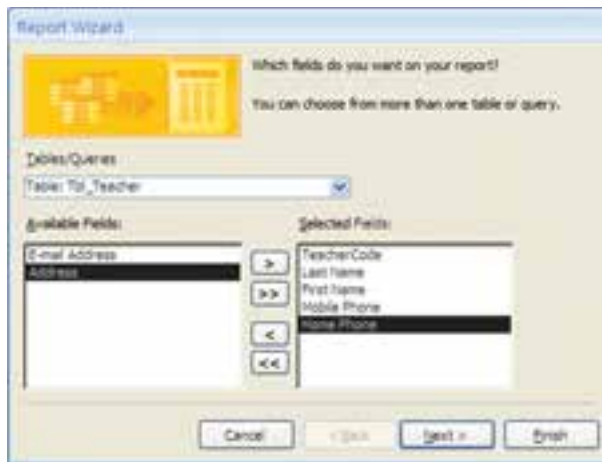 Report Wizard
Which fields do you want on your report?
You can choose from more than one table or query.
Tables/Queries
Table: Tbl_Teacher
Available Fields:
Selected Fields:
E-mail Address
Address
>
>>
<
<<
TeacherCode
Last Name
First Name
Mobile Phone
Home Phone
Cancel
< Back
Next >
Finish